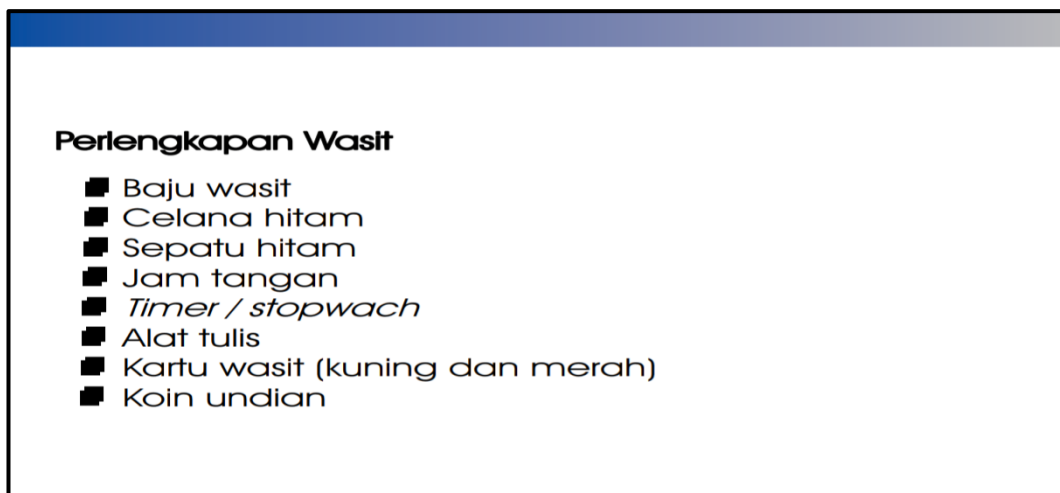 Perlengkapan Wasit
Baju wasit
Celana hitam
Sepatu hitam
Jam tangan
Timer / stopwach
Alat tulis
Kartu wasit (kuning dan merah)
Koin undian